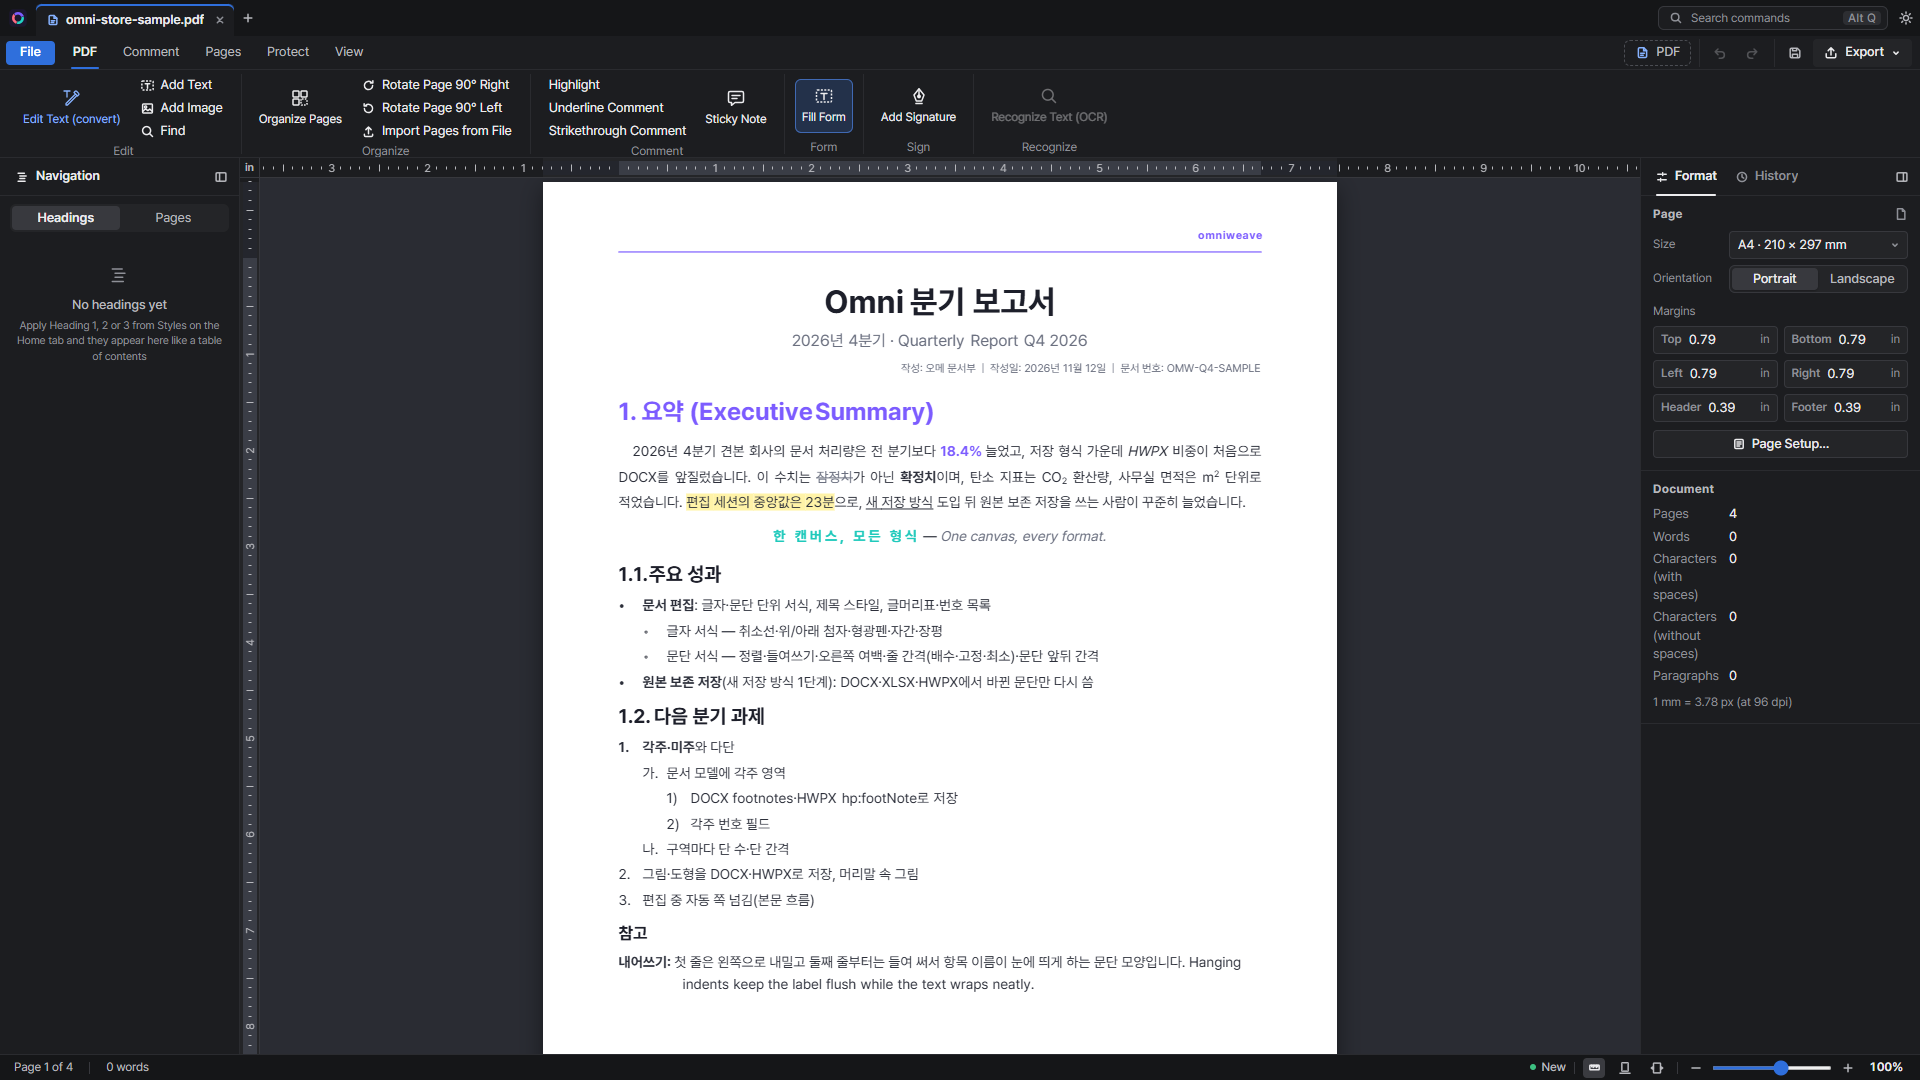 omni-store-sample.pdf
Search commands
Alt Q
File
PDF
Comment
Pages
Protect
View
PDF
Export
Edit Text (convert)
Add Text
Add Image
Find
Edit
Organize Pages
Rotate Page 90° Right
Rotate Page 90° Left
Import Pages from File
Organize
Highlight
Underline Comment
Strikethrough Comment
Sticky Note
Comment
Fill Form
Form
Add Signature
Sign
Recognize Text (OCR)
Recognize
Navigation
Headings
Pages
No headings yet
Apply Heading 1, 2 or 3 from Styles on the
Home tab and they appear here like a table
of contents
in
3 2 1 1 2 3 4 5 6 7 8 9 10
1
2
3
4
5
6
7
8
omniweave
Omni 분기 보고서
2026년 4분기 · Quarterly Report Q4 2026
작성: 오메 문서부 | 작성일: 2026년 11월 12일 | 문서 번호: OMW-Q4-SAMPLE
1. 요약 (Executive Summary)
2026년 4분기 견본 회사의 문서 처리량은 전 분기보다 18.4% 늘었고, 저장 형식 가운데 HWPX 비중이 처음으로
DOCX를 앞질렀습니다. 이 수치는 잠정치가 아닌 확정치이며, 탄소 지표는 CO₂ 환산량, 사무실 면적은 m² 단위로
적었습니다. 편집 세션의 중앙값은 23분으로, 새 저장 방식 도입 뒤 원본 보존 저장을 쓰는 사람이 꾸준히 늘었습니다.
한 캔버스, 모든 형식 — One canvas, every format.
1.1.주요 성과
• 문서 편집: 글자·문단 단위 서식, 제목 스타일, 글머리표·번호 목록
• 글자 서식 — 취소선·위/아래 첨자·형광펜·자간·장평
• 문단 서식 — 정렬·들여쓰기·오른쪽 여백·줄 간격(배수·고정·최소)·문단 앞뒤 간격
• 원본 보존 저장(새 저장 방식 1단계): DOCX·XLSX·HWPX에서 바뀐 문단만 다시 씀
1.2. 다음 분기 과제
1. 각주·미주와 다단
가. 문서 모델에 각주 영역
1) DOCX footnotes·HWPX hp:footNote로 저장
2) 각주 번호 필드
나. 구역마다 단 수·단 간격
2. 그림·도형을 DOCX·HWPX로 저장, 머리말 속 그림
3. 편집 중 자동 쪽 넘김(본문 흐름)
참고
내어쓰기: 첫 줄은 왼쪽으로 내밀고 둘째 줄부터는 들여 써서 항목 이름이 눈에 띄게 하는 문단 모양입니다. Hanging
indents keep the label flush while the text wraps neatly.
Format
History
Page
Size
A4 · 210 × 297 mm
Orientation
Portrait
Landscape
Margins
Top 0.79 in
Bottom 0.79 in
Left 0.79 in
Right 0.79 in
Header 0.39 in
Footer 0.39 in
Page Setup...
Document
Pages 4
Words 0
Characters 0
(with
spaces)
Characters 0
(without
spaces)
Paragraphs 0
1 mm = 3.78 px (at 96 dpi)
Page 1 of 4
0 words
New
100%